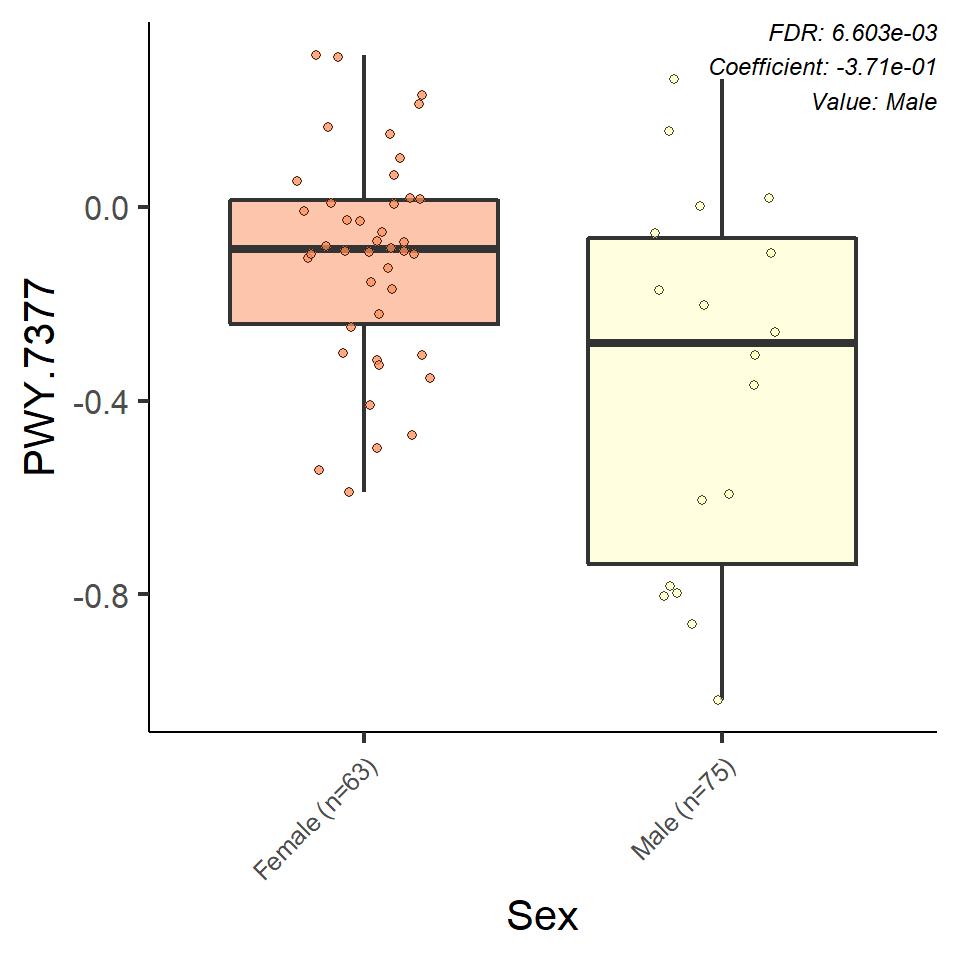 FDR: 6.603e-03
Coefficient: -3.71e-01
Value: Male
PWY.7377
0.0
-0.4
-0.8
Female (n=63)
Male (n=75)
Sex